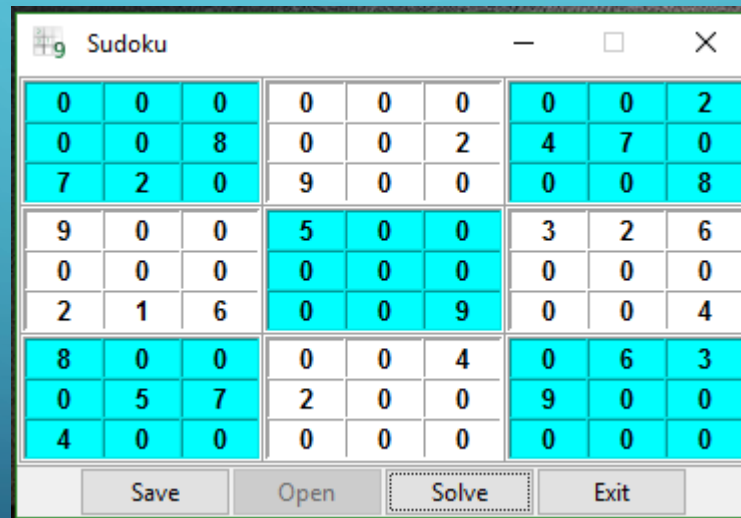 9 Sudoku
0 0 0 0 0 0 0 0 2
0 0 8 0 0 2 4 7 0
7 2 0 9 0 0 0 0 8
9 0 0 5 0 0 3 2 6
0 0 0 0 0 0 0 0 0
2 1 6 0 0 9 0 0 4
8 0 0 0 0 4 0 6 3
0 5 7 2 0 0 9 0 0
4 0 0 0 0 0 0 0 0
Save Open Solve Exit